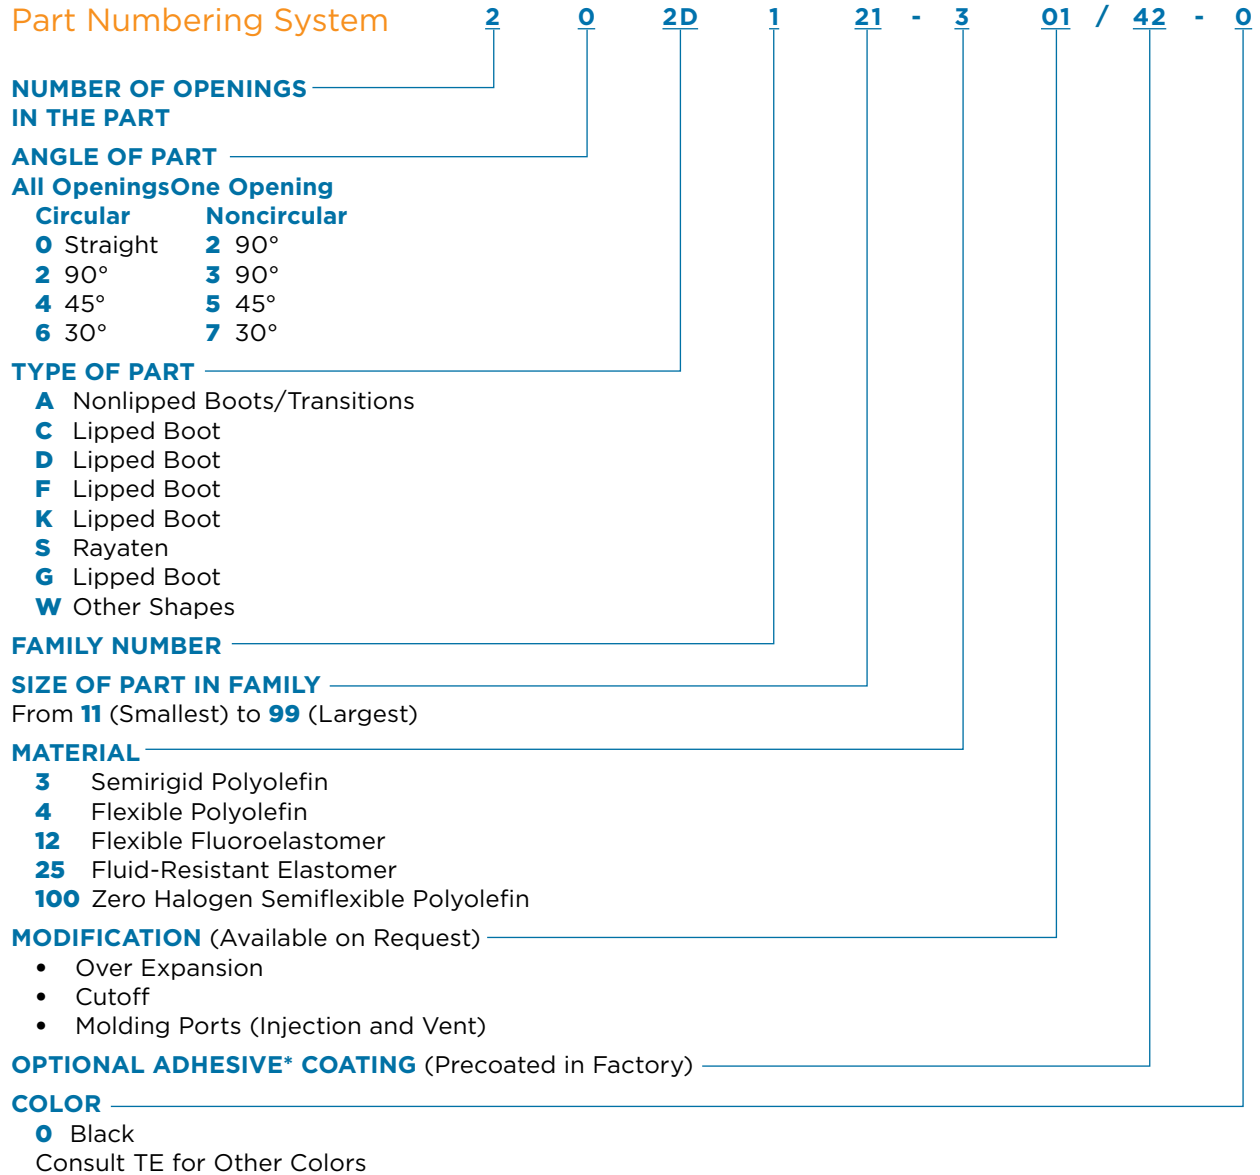 Part Numbering System 2 0 2D 1 21 - 3 01 / 42 - 0
NUMBER OF OPENINGS
IN THE PART
ANGLE OF PART
All OpeningsOne Opening
Circular Noncircular
0 Straight 2 90°
2 90° 3 90°
4 45° 5 45°
6 30° 7 30°
TYPE OF PART
A Nonlipped Boots/Transitions
C Lipped Boot
D Lipped Boot
F Lipped Boot
K Lipped Boot
S Rayaten
G Lipped Boot
W Other Shapes
FAMILY NUMBER
SIZE OF PART IN FAMILY
From 11 (Smallest) to 99 (Largest)
MATERIAL
3 Semirigid Polyolefin
4 Flexible Polyolefin
12 Flexible Fluoroelastomer
25 Fluid-Resistant Elastomer
100 Zero Halogen Semiflexible Polyolefin
MODIFICATION (Available on Request)
• Over Expansion
• Cutoff
• Molding Ports (Injection and Vent)
OPTIONAL ADHESIVE* COATING (Precoated in Factory)
COLOR
0 Black
Consult TE for Other Colors